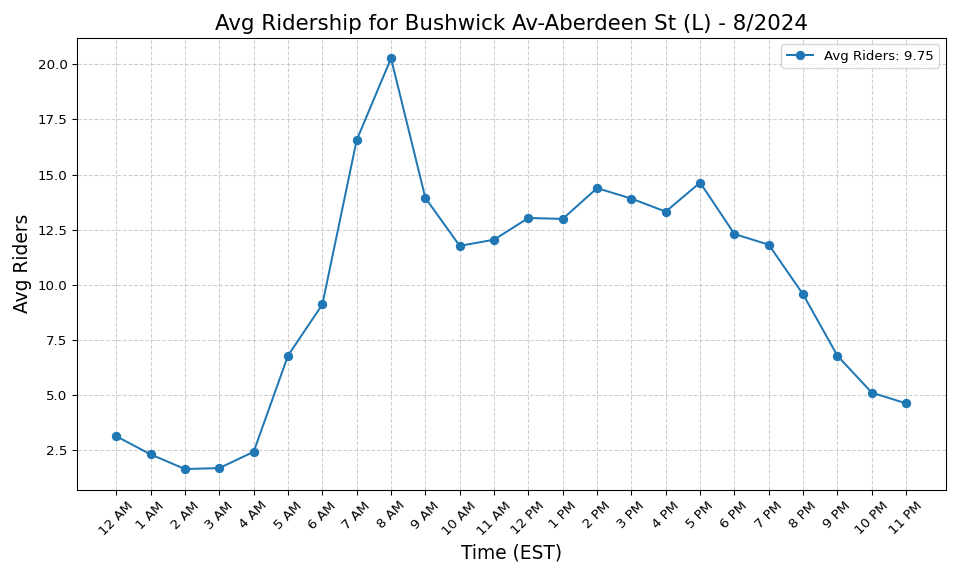 Avg Ridership for Bushwick Av-Aberdeen St (L) - 8/2024
Avg Riders: 9.75
Avg Riders
20.0
17.5
15.0
12.5
10.0
7.5
5.0
2.5
12 AM
1 AM
2 AM
3 AM
4 AM
5 AM
6 AM
7 AM
8 AM
9 AM
10 AM
11 AM
12 PM
1 PM
2 PM
3 PM
4 PM
5 PM
6 PM
7 PM
8 PM
9 PM
10 PM
11 PM
Time (EST)